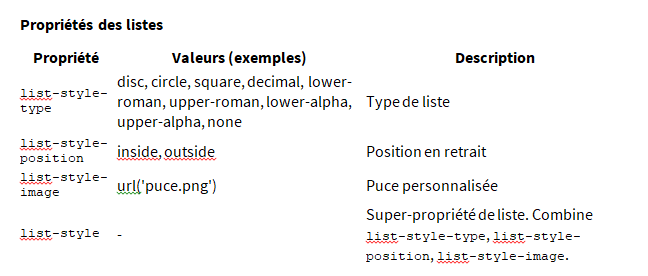 Propriétés des listes
Propriété Valeurs (exemples) Description
list-style-type disc, circle, square, decimal, lower-roman, upper-roman, lower-alpha, upper-alpha, none Type de liste
list-style-position inside, outside Position en retrait
list-style-image url('puce.png') Puce personnalisée
list-style - Super-propriété de liste. Combine list-style-type, list-style-position, list-style-image.